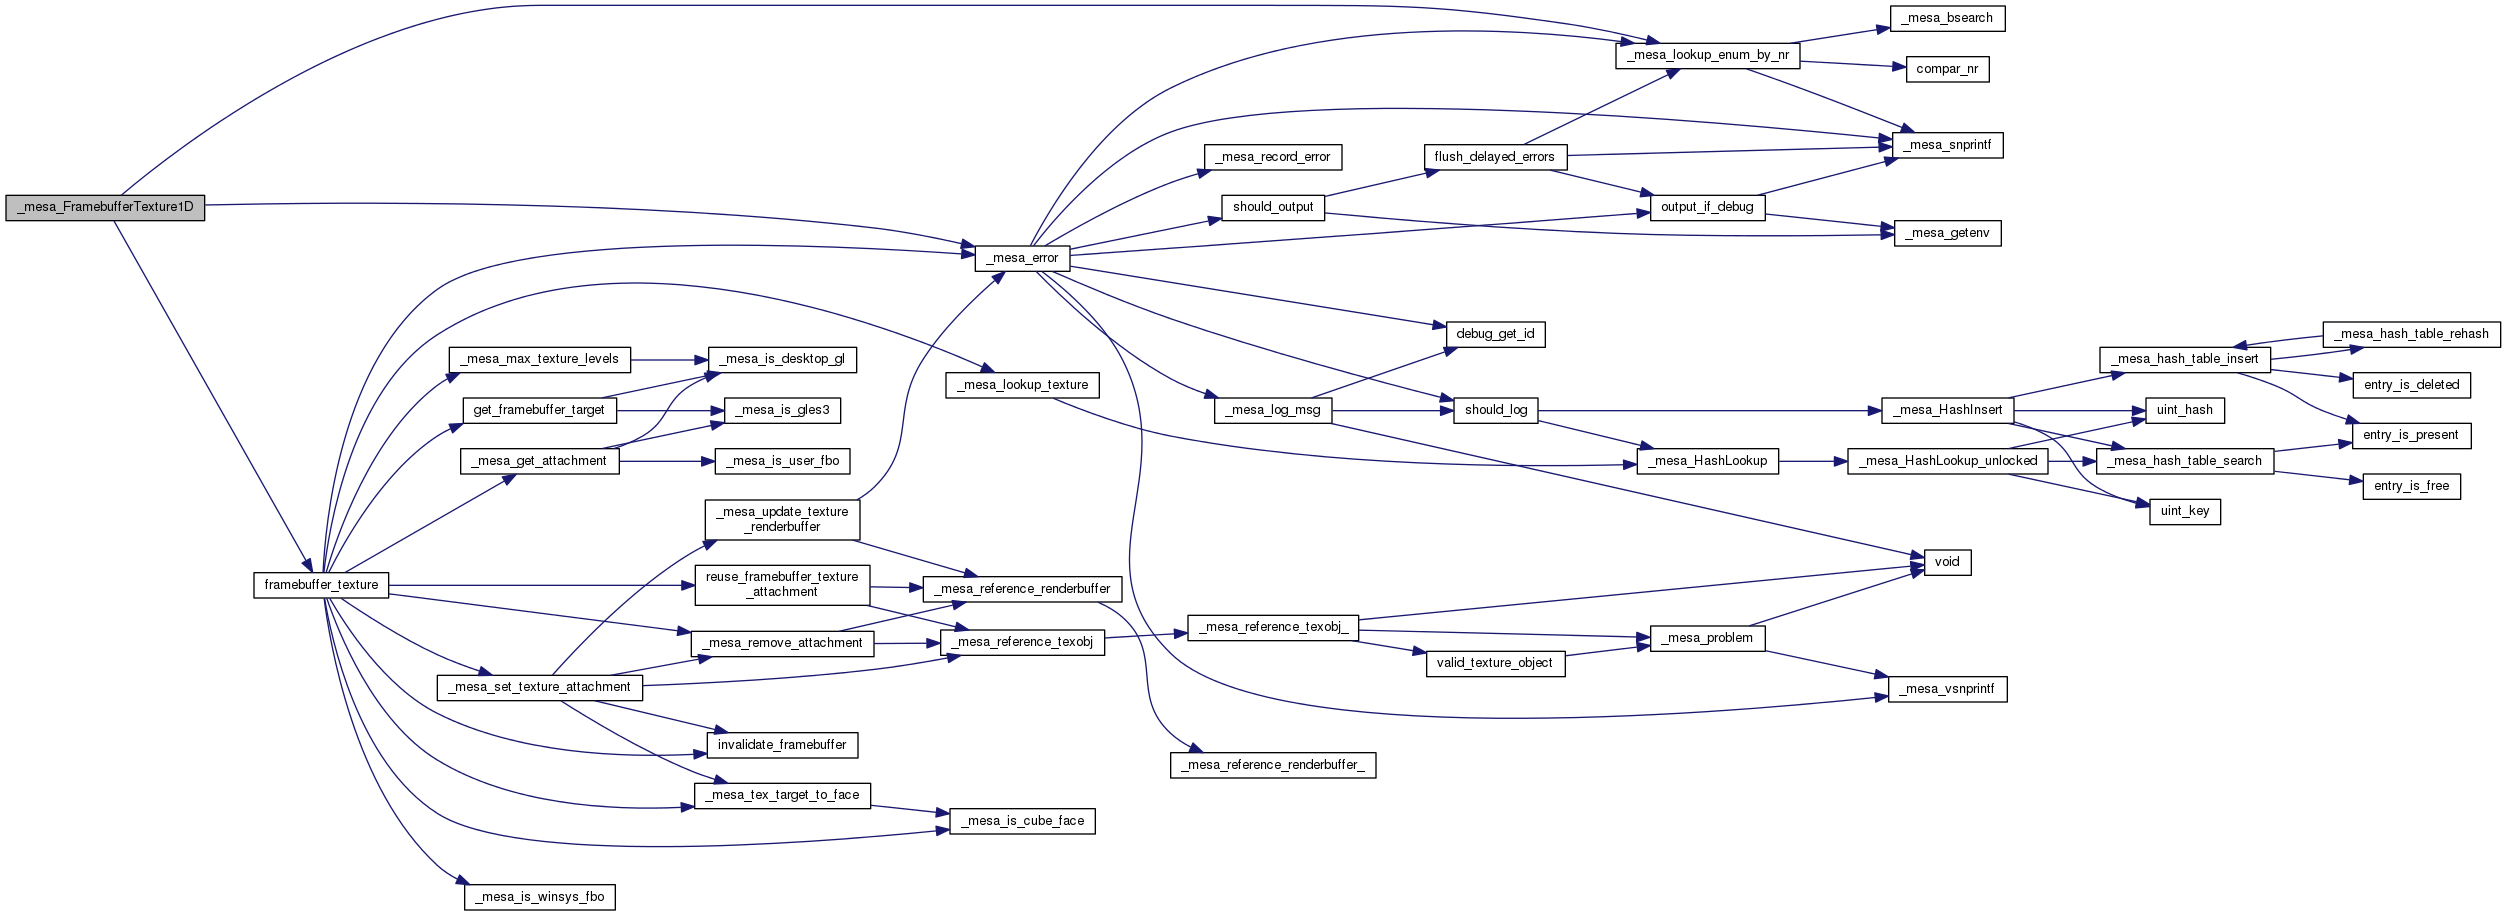 _mesa_FramebufferTexture1D
framebuffer_texture
_mesa_max_texture_levels
get_framebuffer_target
_mesa_get_attachment
_mesa_set_texture_attachment
_mesa_is_winsys_fbo
_mesa_is_desktop_gl
_mesa_is_gles3
_mesa_is_user_fbo
_mesa_update_texture
_renderbuffer
reuse_framebuffer_texture
_attachment
_mesa_remove_attachment
invalidate_framebuffer
_mesa_tex_target_to_face
_mesa_error
_mesa_lookup_texture
_mesa_reference_renderbuffer
_mesa_reference_texobj
_mesa_is_cube_face
_mesa_record_error
should_output
_mesa_log_msg
_mesa_reference_texobj_
_mesa_reference_renderbuffer_
flush_delayed_errors
debug_get_id
should_log
valid_texture_object
_mesa_lookup_enum_by_nr
output_if_debug
_mesa_HashLookup
_mesa_problem
_mesa_bsearch
compar_nr
_mesa_snprintf
_mesa_getenv
_mesa_HashInsert
_mesa_HashLookup_unlocked
void
_mesa_vsnprintf
_mesa_hash_table_insert
uint_hash
_mesa_hash_table_search
uint_key
_mesa_hash_table_rehash
entry_is_deleted
entry_is_present
entry_is_free